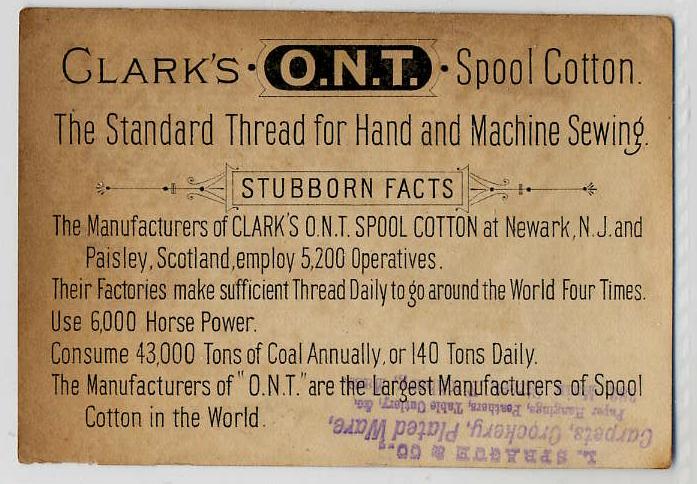 CLARK'S · O.N.T. · Spool Cotton.
The Standard Thread for Hand and Machine Sewing.
STUBBORN FACTS
The Manufacturers of CLARK'S O.N.T. SPOOL COTTON at Newark, N.J. and
Paisley, Scotland, employ 5,200 Operatives.
Their Factories make sufficient Thread Daily to go around the World Four Times.
Use 6,000 Horse Power.
Consume 43,000 Tons of Coal Annually, or 140 Tons Daily.
The Manufacturers of "O.N.T." are the Largest Manufacturers of Spool
Cotton in the World.
L. SPRAGUE & CO.,
Carpets, Crockery, Plated Ware,
Paper Hangings, Feathers, Table Cutlery, &c.